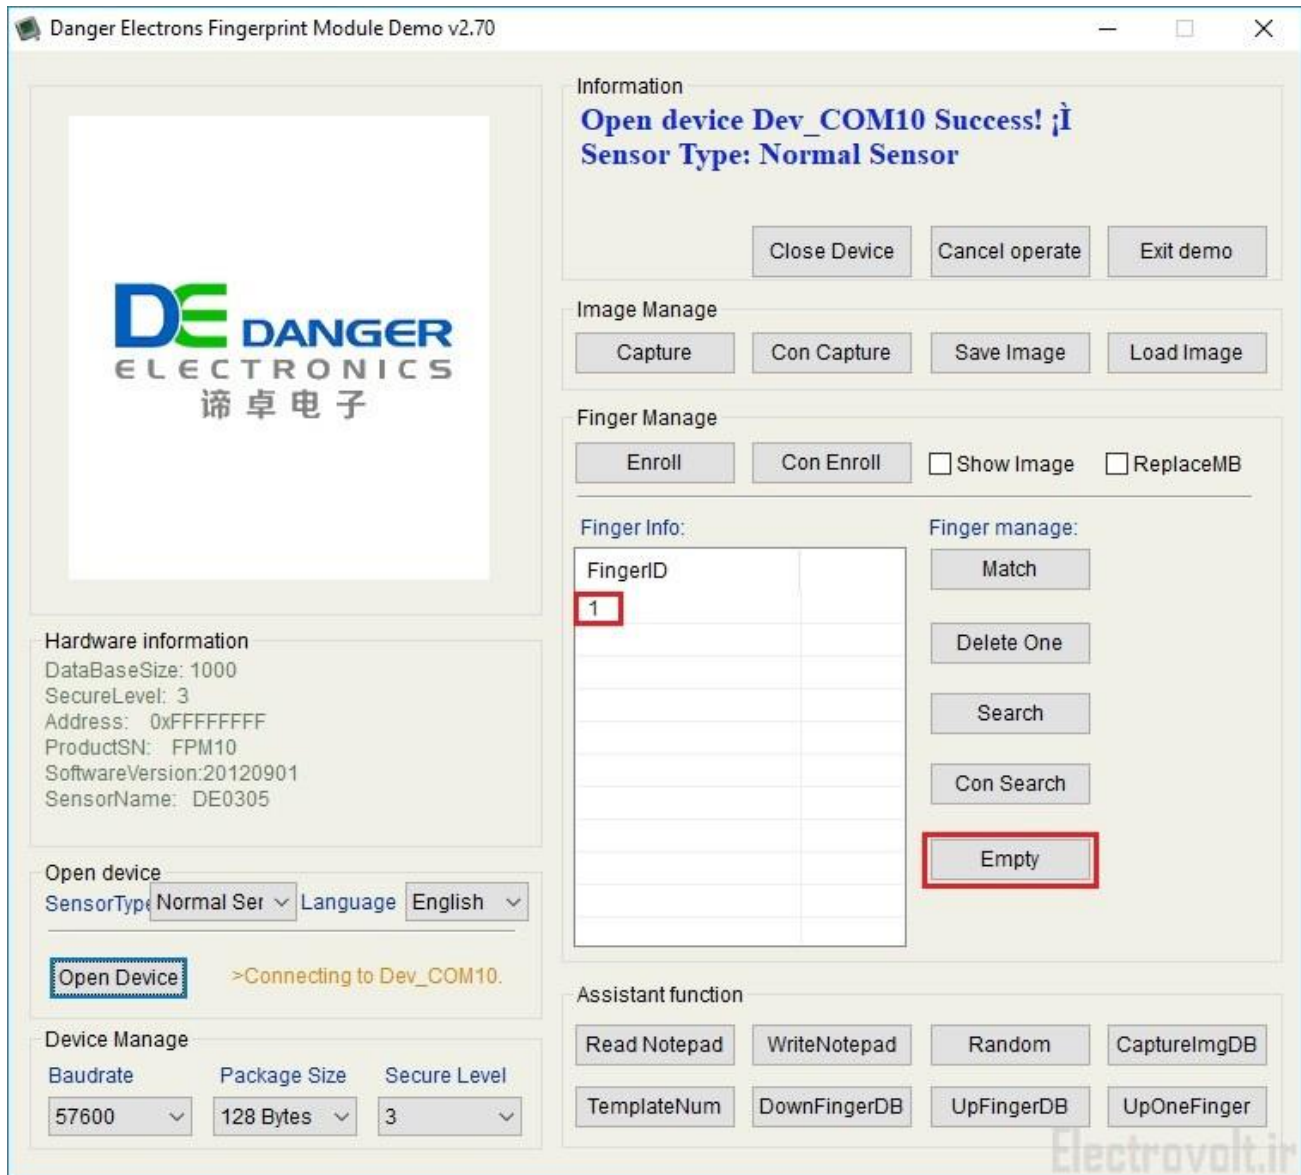 Danger Electrons Fingerprint Module Demo v2.70
DE DANGER
ELECTRONICS
谛卓电子
Hardware information
DataBaseSize: 1000
SecureLevel: 3
Address: 0xFFFFFFFF
ProductSN: FPM10
SoftwareVersion:20120901
SensorName: DE0305
Open device
SensorType Normal Ser Language English
Open Device >Connecting to Dev_COM10.
Device Manage
Baudrate Package Size Secure Level
57600 128 Bytes 3
Information
Open device Dev_COM10 Success! ¡Ì
Sensor Type: Normal Sensor
Close Device Cancel operate Exit demo
Image Manage
Capture Con Capture Save Image Load Image
Finger Manage
Enroll Con Enroll Show Image ReplaceMB
Finger Info: Finger manage:
FingerID
1
Match
Delete One
Search
Con Search
Empty
Assistant function
Read Notepad WriteNotepad Random CaptureImgDB
TemplateNum DownFingerDB UpFingerDB UpOneFinger
Electrovolt.ir